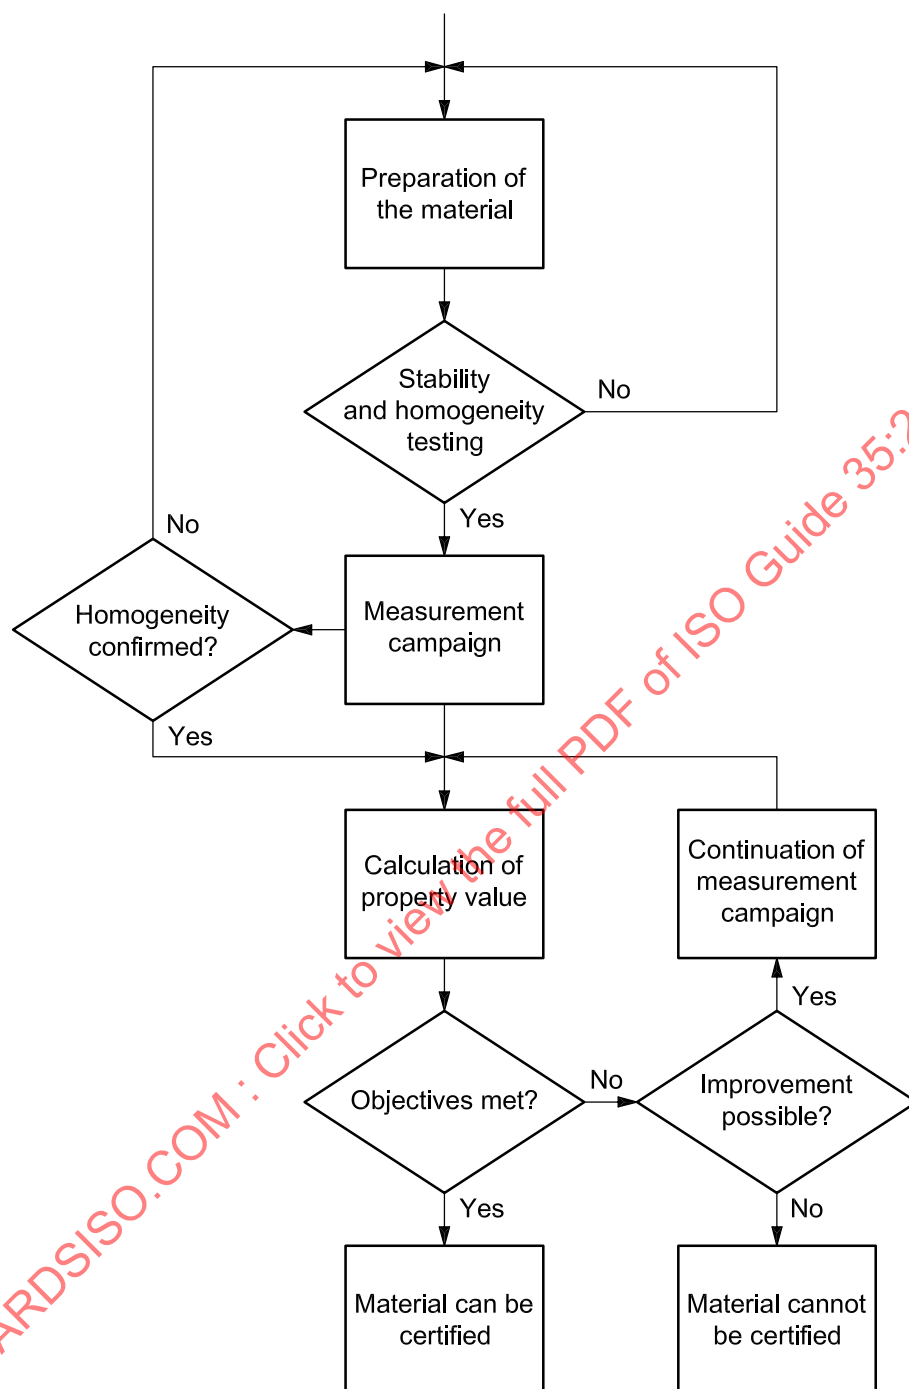 Preparation of
the material
Stability
and homogeneity
testing
No
Yes
No
Homogeneity
confirmed?
Measurement
campaign
Yes
Calculation of
property value
Continuation of
measurement
campaign
Yes
Objectives met?
No
Improvement
possible?
Yes
No
Material can be
certified
Material cannot
be certified
ARDSISO.COM : Click to view the full PDF of ISO Guide 35:2